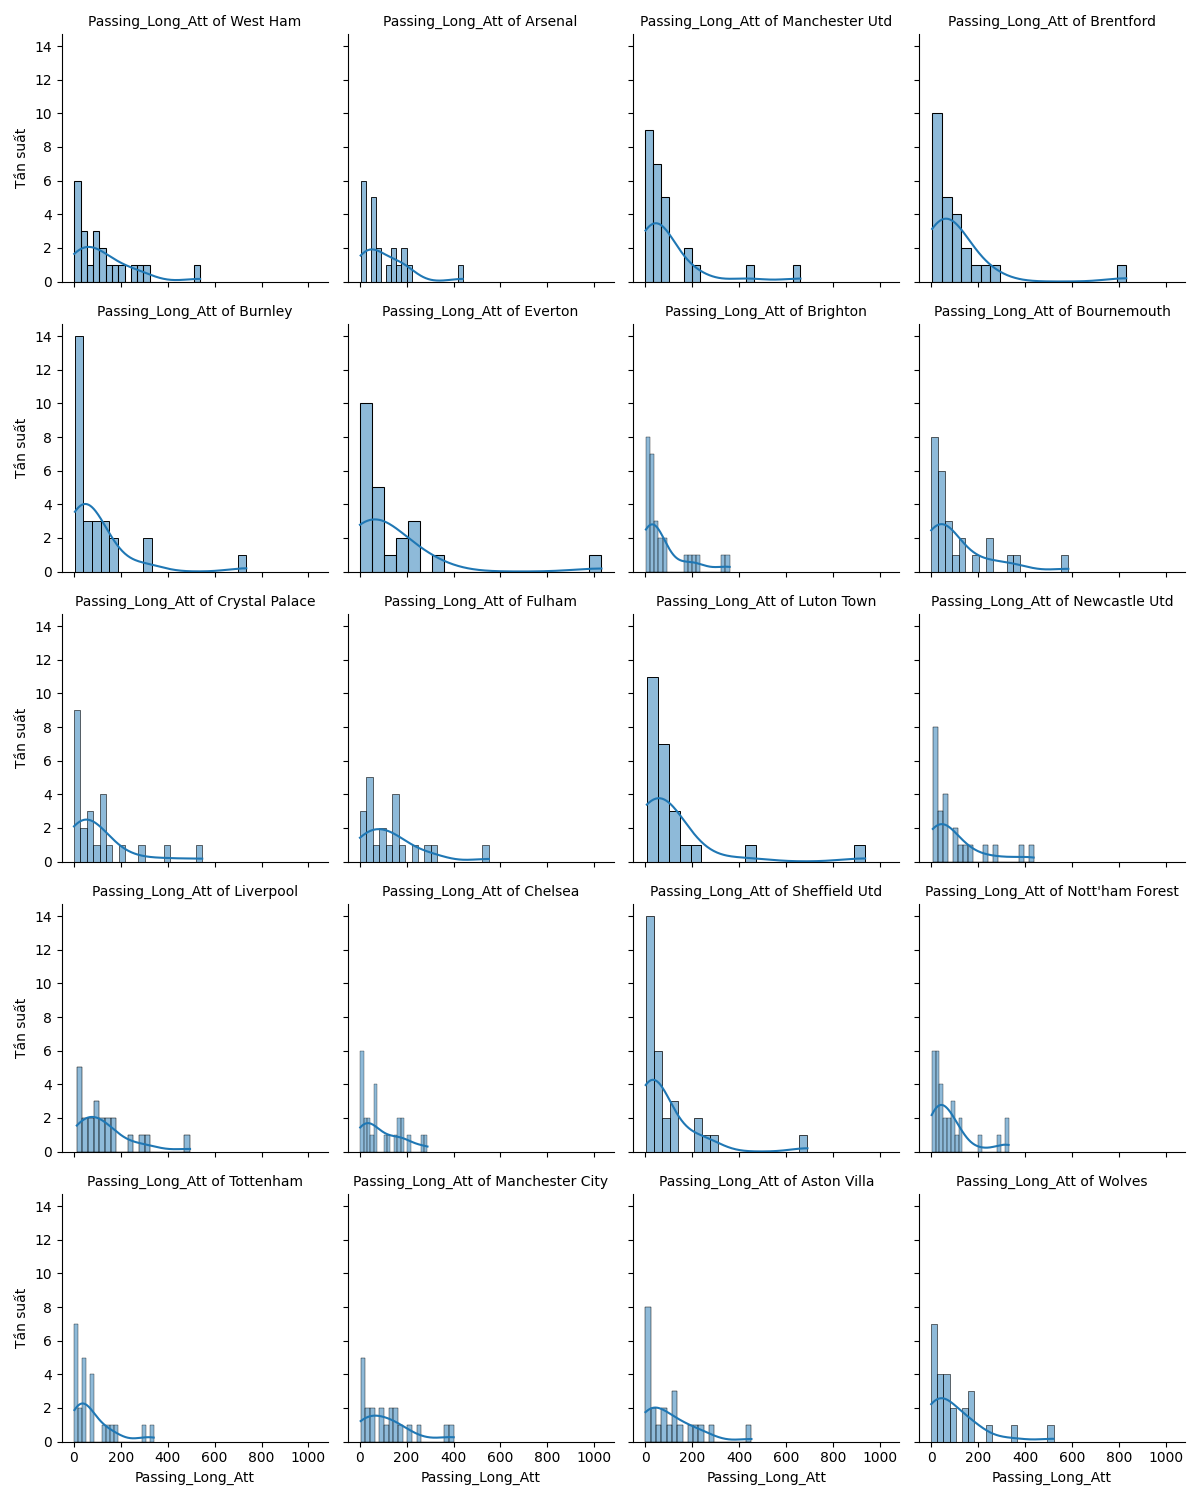 Passing_Long_Att of West Ham
Passing_Long_Att of Arsenal
Passing_Long_Att of Manchester Utd
Passing_Long_Att of Brentford
14
12
10
8
6
4
2
0
Tần suất
Passing_Long_Att of Burnley
Passing_Long_Att of Everton
Passing_Long_Att of Brighton
Passing_Long_Att of Bournemouth
14
12
10
8
6
4
2
0
Tần suất
Passing_Long_Att of Crystal Palace
Passing_Long_Att of Fulham
Passing_Long_Att of Luton Town
Passing_Long_Att of Newcastle Utd
14
12
10
8
6
4
2
0
Tần suất
Passing_Long_Att of Liverpool
Passing_Long_Att of Chelsea
Passing_Long_Att of Sheffield Utd
Passing_Long_Att of Nott'ham Forest
14
12
10
8
6
4
2
0
Tần suất
Passing_Long_Att of Tottenham
Passing_Long_Att of Manchester City
Passing_Long_Att of Aston Villa
Passing_Long_Att of Wolves
14
12
10
8
6
4
2
0
Tần suất
0 200 400 600 800 1000
0 200 400 600 800 1000
0 200 400 600 800 1000
0 200 400 600 800 1000
Passing_Long_Att
Passing_Long_Att
Passing_Long_Att
Passing_Long_Att